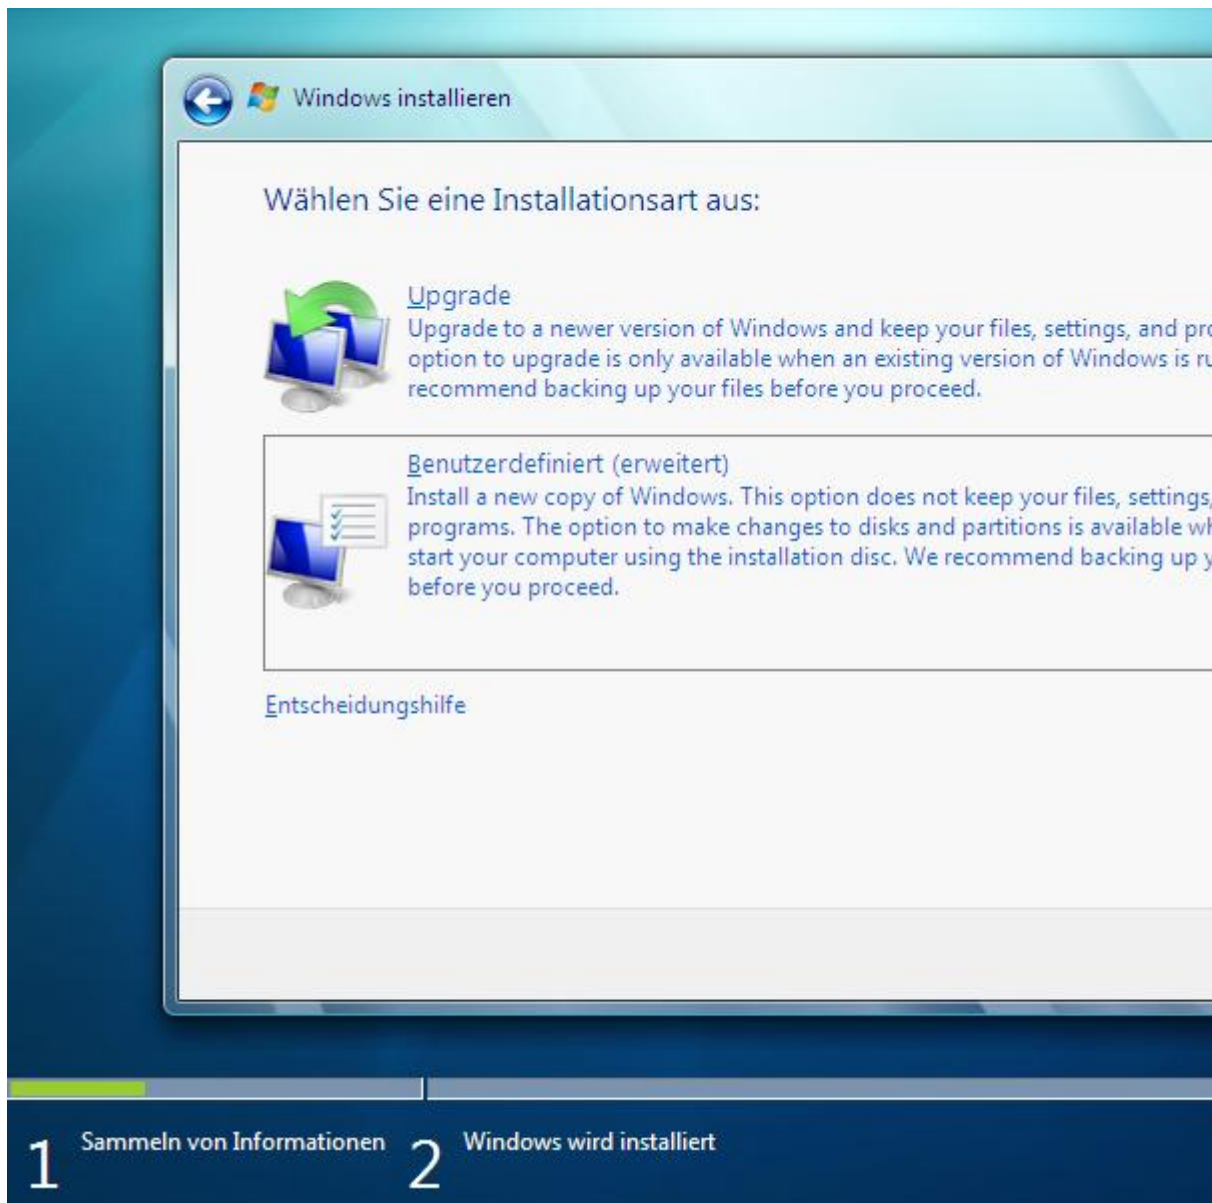 Windows installieren
Wählen Sie eine Installationsart aus:
Upgrade
Upgrade to a newer version of Windows and keep your files, settings, and
option to upgrade is only available when an existing version of Windows is
recommend backing up your files before you proceed.
Benutzerdefiniert (erweitert)
Install a new copy of Windows. This option does not keep your files, settings,
programs. The option to make changes to disks and partitions is available
start your computer using the installation disc. We recommend backing up
before you proceed.
Entscheidungshilfe
1 Sammeln von Informationen 2 Windows wird installiert